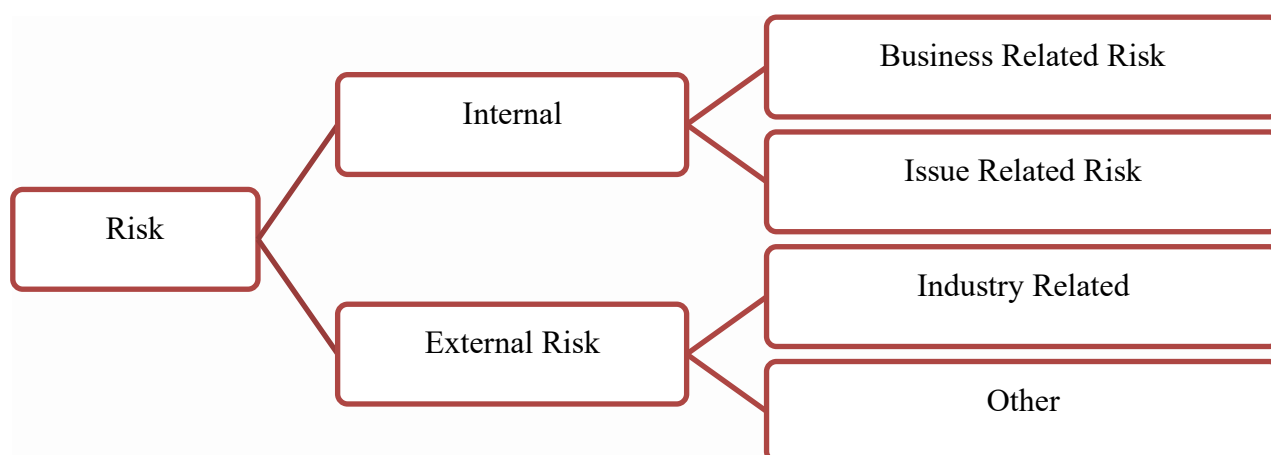 Risk
Internal
External Risk
Business Related Risk
Issue Related Risk
Industry Related
Other